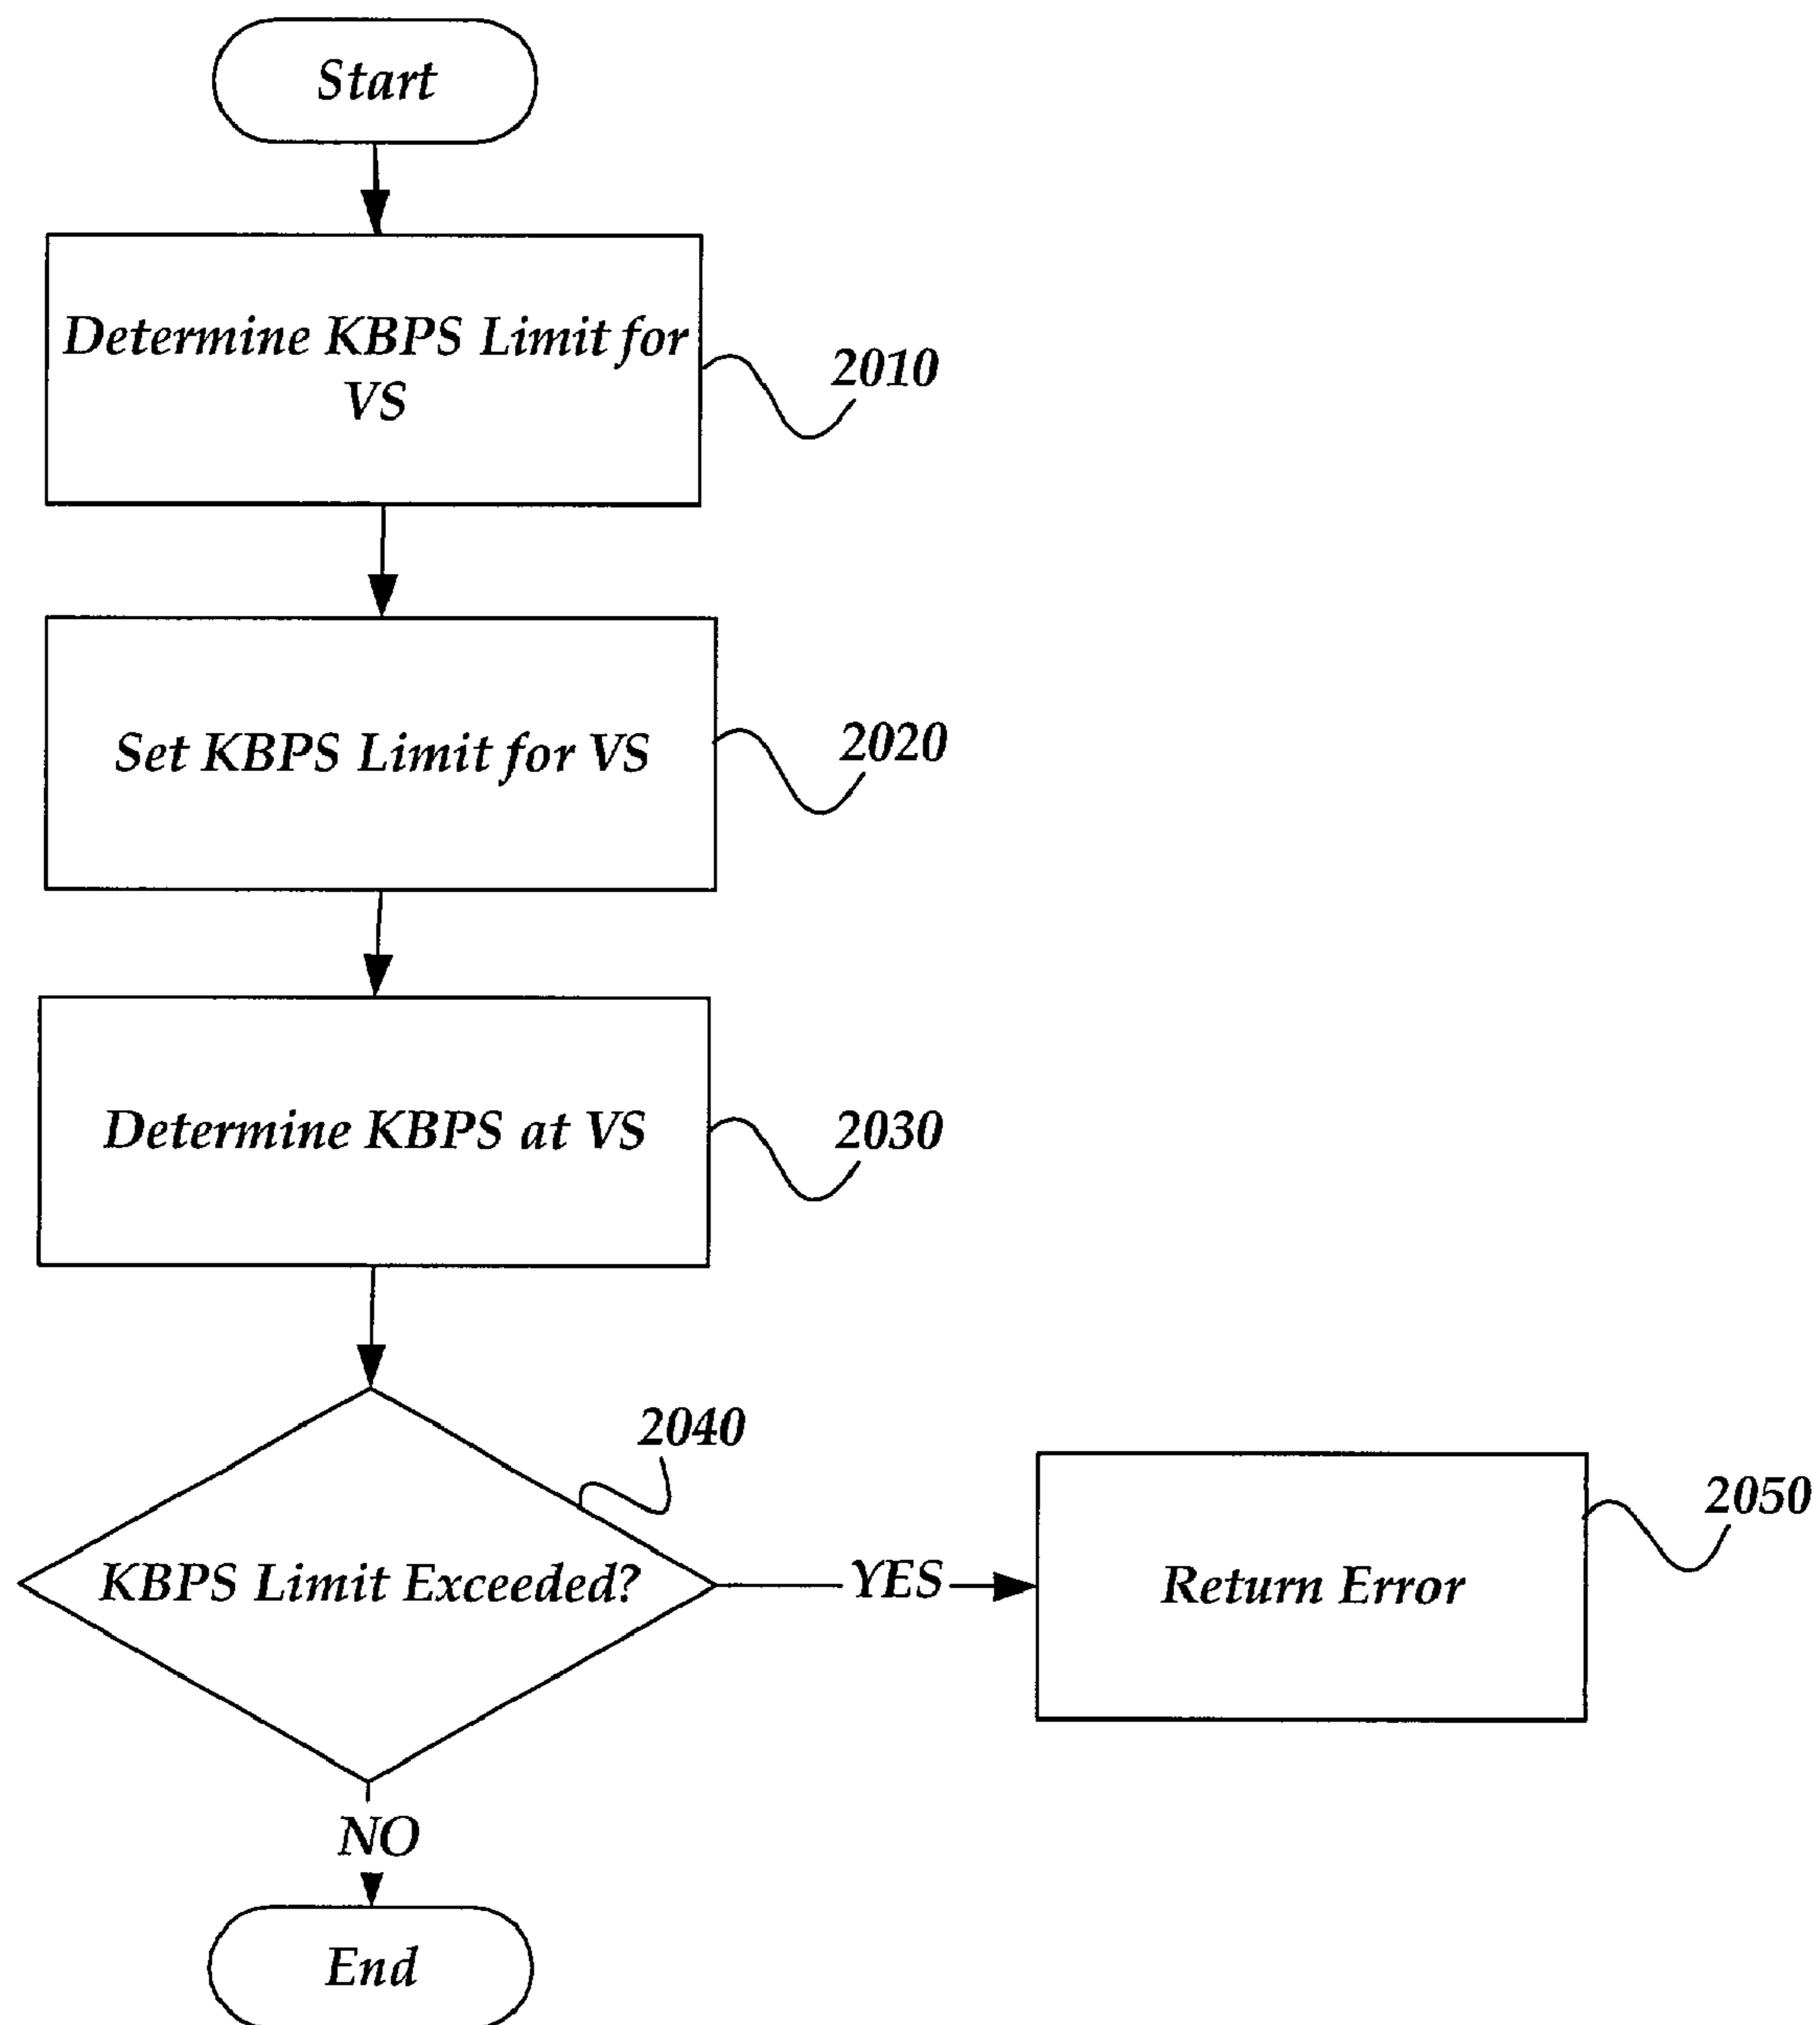 Start
Determine KBPS Limit for
VS
2010
Set KBPS Limit for VS
2020
Determine KBPS at VS
2030
2040
KBPS Limit Exceeded?
YES
Return Error
2050
NO
End